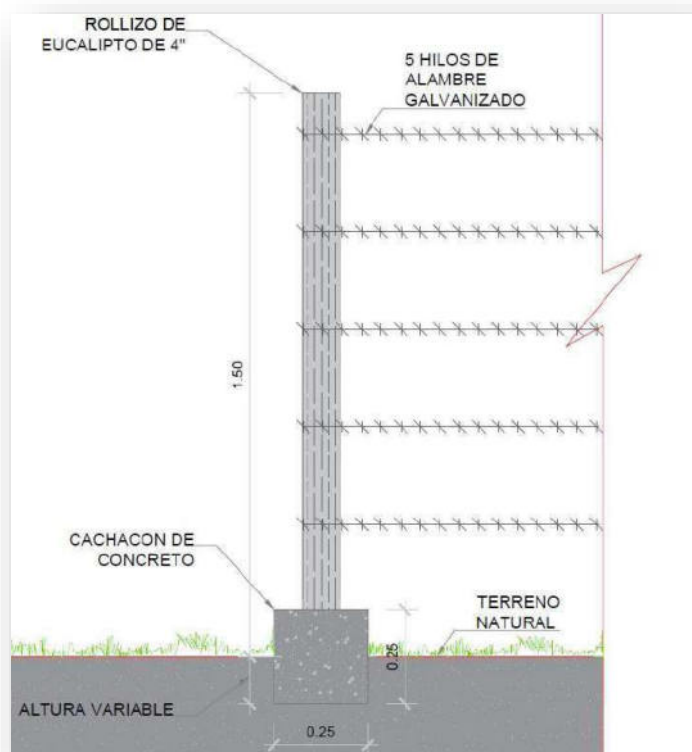 ROLLIZO DE
EUCALIPTO DE 4"
5 HILOS DE
ALAMBRE
GALVANIZADO
1.50
CACHACON DE
CONCRETO
TERRENO
NATURAL
0.25
ALTURA VARIABLE
0.25